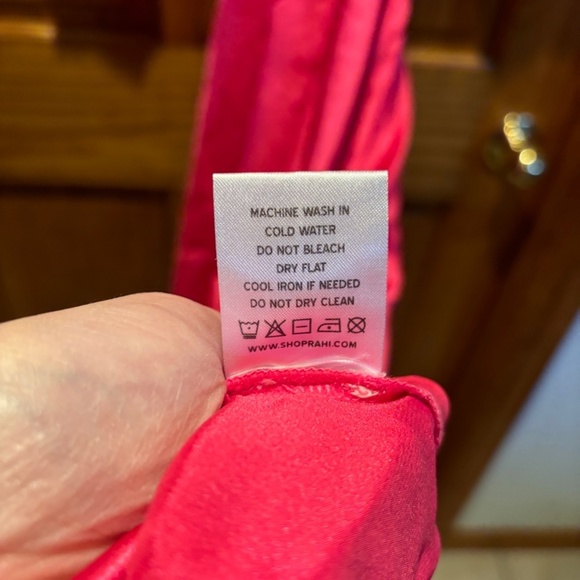 MACHINE WASH IN
COLD WATER
DO NOT BLEACH
DRY FLAT
COOL IRON IF NEEDED
DO NOT DRY CLEAN
WWW.SHOPRAHI.COM